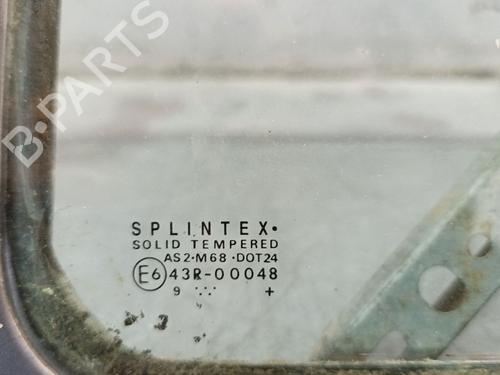 B-PARTS
SPLINTEX•
SOLID TEMPERED
AS2•M68•DOT24
E6 43R-00048
9 +